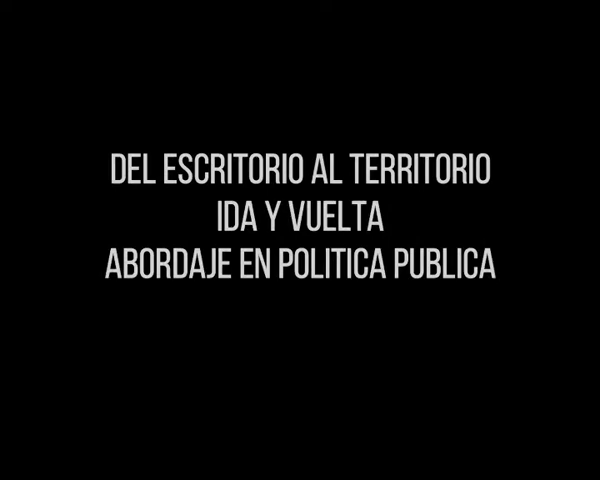 DEL ESCRITORIO AL TERRITORIO
IDA Y VUELTA
ABORDAJE EN POLITICA PUBLICA